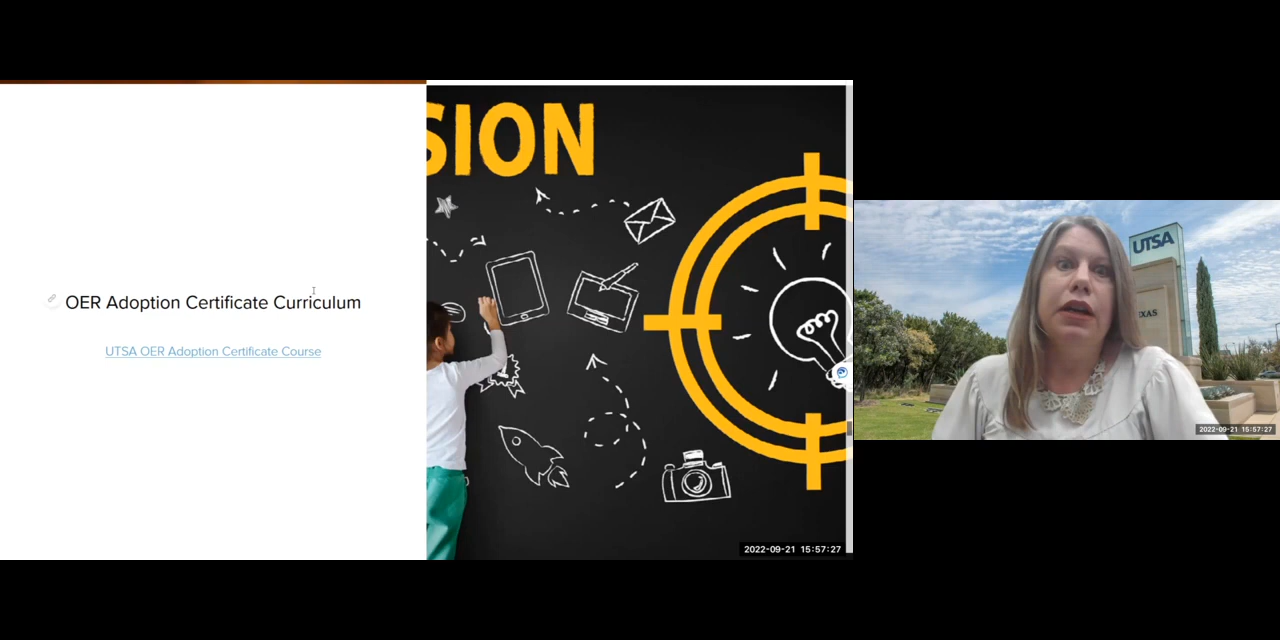 SION
OER Adoption Certificate Curriculum
UTSA OER Adoption Certificate Course
2022-09-21 15:57:27
UTSA
XAS
2022-09-21 15:57:27